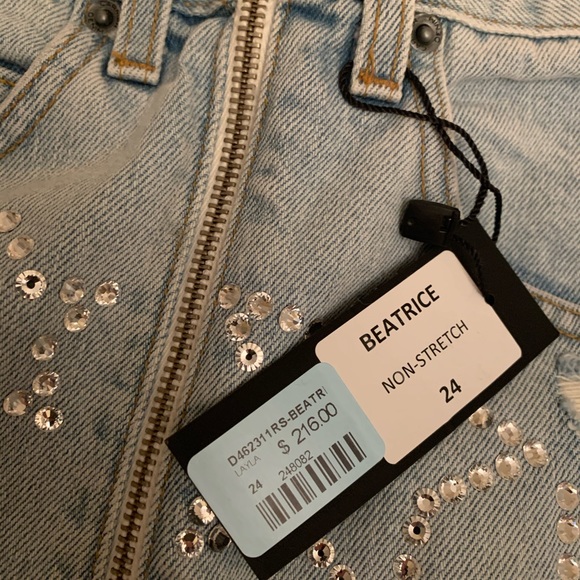 BEATRICE
NON-STRETCH
24
D462311RS-BEATRI
LAYLA
$ 216.00
24
248082